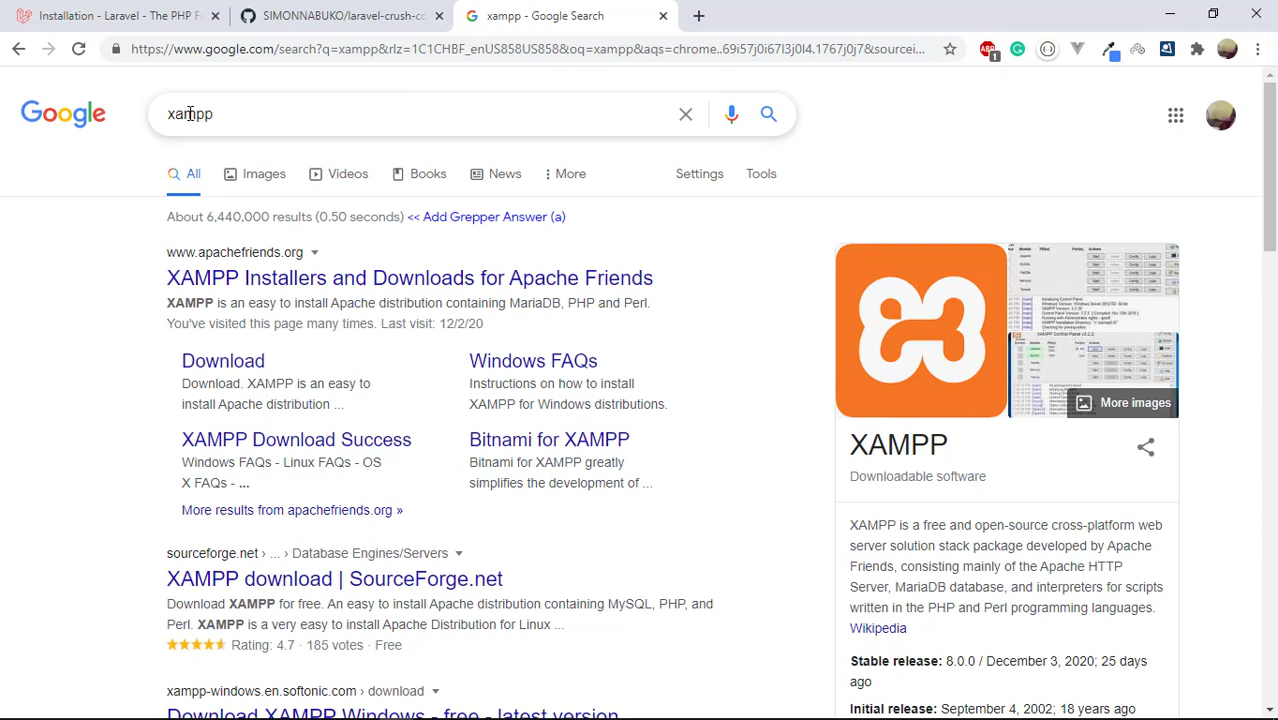 Installation - Laravel - The PHP F
SIMONNABUKO/laravel-crush-co
xampp - Google Search
https://www.google.com/search?q=xampp&rlz=1C1CHBF_enUS858US858&oq=xampp&aqs=chrome..69i57j0i67l3j0l4.1767j0j7&sourcei...
ABP
1
Google
xampp
All
Images
Videos
Books
News
More
Settings
Tools
About 6,440,000 results (0.50 seconds) << Add Grepper Answer (a)
www.apachefriends.org
XAMPP Installers and Downloads for Apache Friends
XAMPP is an easy to install Apache distribution containing MariaDB, PHP and Perl.
You've visited this page many times. Last visit: 12/2/20
Download
Download. XAMPP is an easy to
install Apache distribution ...
Windows FAQs
Instructions on how to install
XAMPP for Windows distributions.
XAMPP Download Success
Windows FAQs - Linux FAQs - OS
X FAQs - ...
Bitnami for XAMPP
Bitnami for XAMPP greatly
simplifies the development of ...
More results from apachefriends.org »
sourceforge.net › ... › Database Engines/Servers
XAMPP download | SourceForge.net
Download XAMPP for free. An easy to install Apache distribution containing MySQL, PHP, and
Perl. XAMPP is a very easy to install Apache Distribution for Linux ...
Rating: 4.7 · 185 votes · Free
xampp-windows.en.softonic.com › download
Download XAMPP Windows - free - latest version
More images
XAMPP
Downloadable software
XAMPP is a free and open-source cross-platform web
server solution stack package developed by Apache
Friends, consisting mainly of the Apache HTTP
Server, MariaDB database, and interpreters for scripts
written in the PHP and Perl programming languages.
Wikipedia
Stable release: 8.0.0 / December 3, 2020; 25 days
ago
Initial release: September 4, 2002; 18 years ago